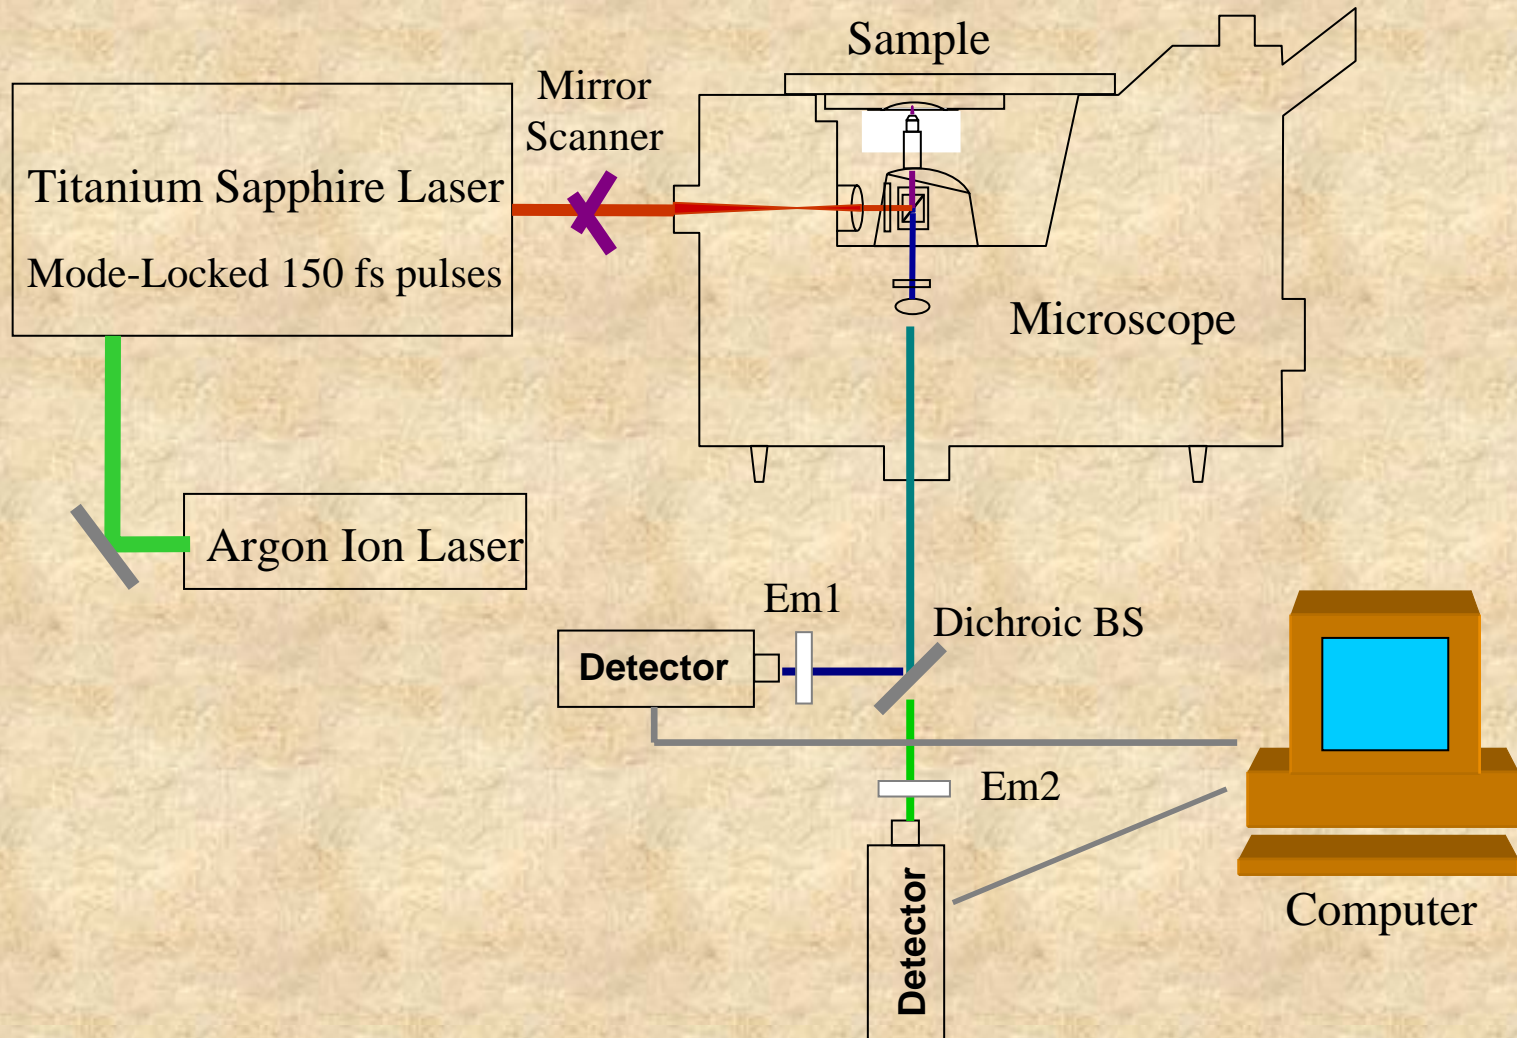 Sample
Mirror
Scanner
Titanium Sapphire Laser
Mode-Locked 150 fs pulses
Microscope
Argon Ion Laser
Em1
Dichroic BS
Detector
Em2
Detector
Computer